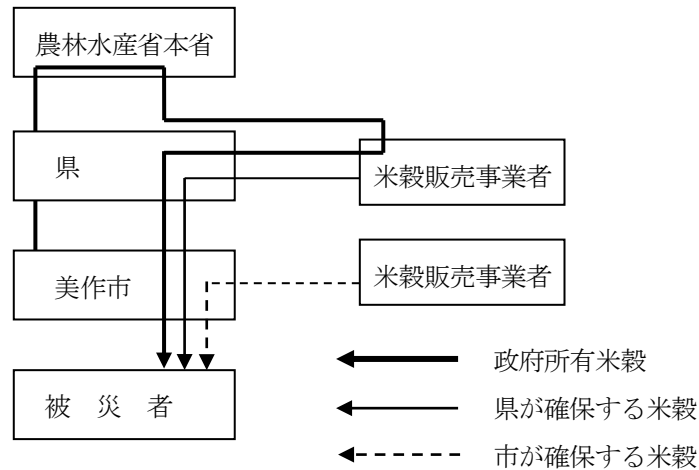 農林水産省本省
県
米穀販売事業者
美作市
米穀販売事業者
被　災　者
政府所有米穀
県が確保する米穀
市が確保する米穀